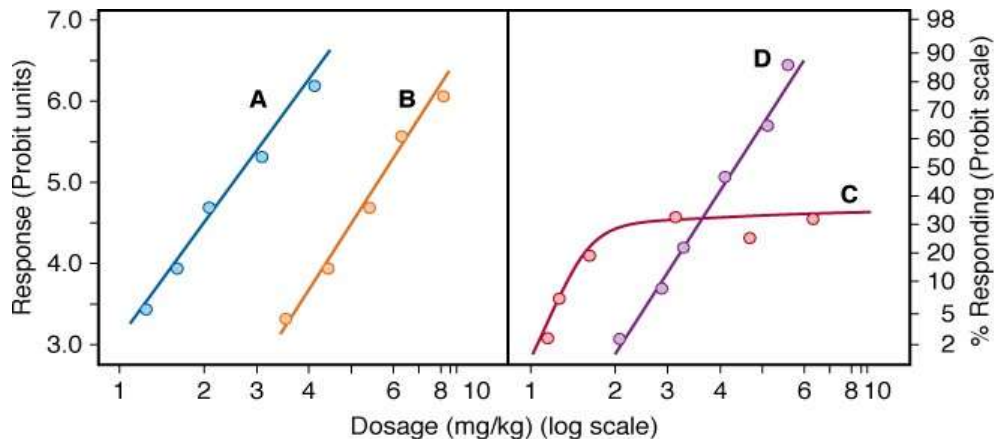 Response (Probit units)
7.0
6.0
5.0
4.0
3.0
A
B
1 2 3 4 6 8 10
D
C
1 2 3 4 6 8 10
98
90
80
70
60
50
40
30
20
10
5
2
% Responding (Probit scale)
Dosage (mg/kg) (log scale)